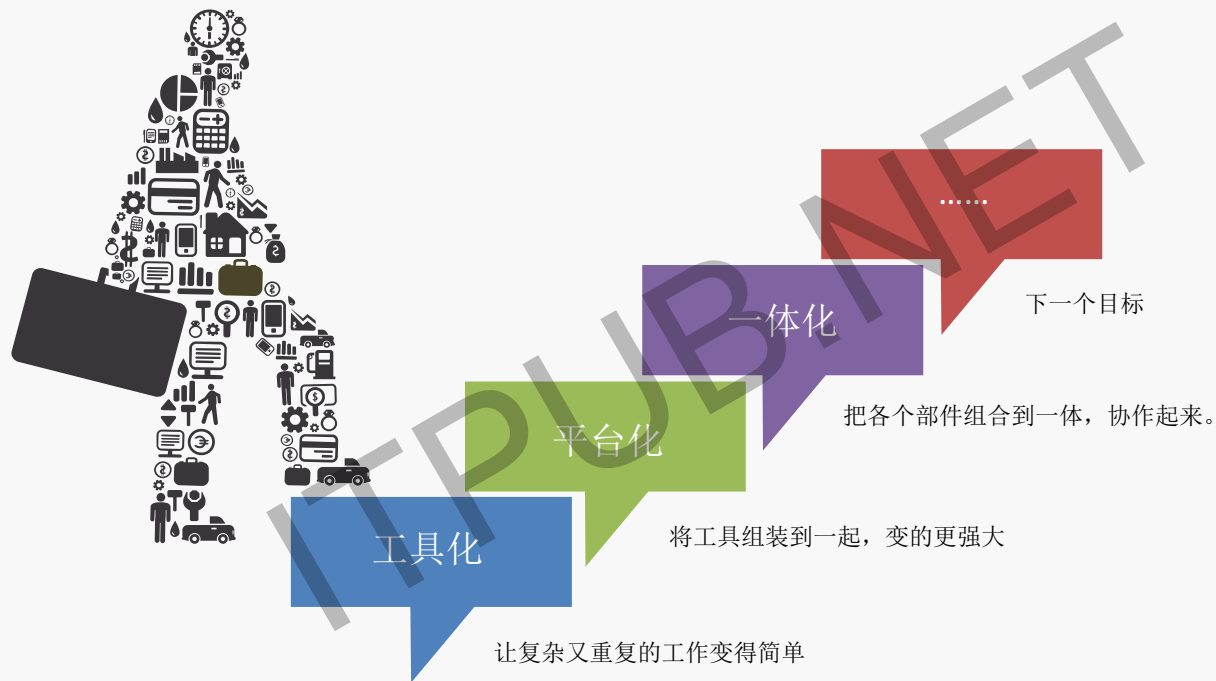 ……
下一个目标
一体化
把各个部件组合到一体，协作起来。
平台化
将工具组装到一起，变的更强大
工具化
让复杂又重复的工作变得简单
ITPUB.NET